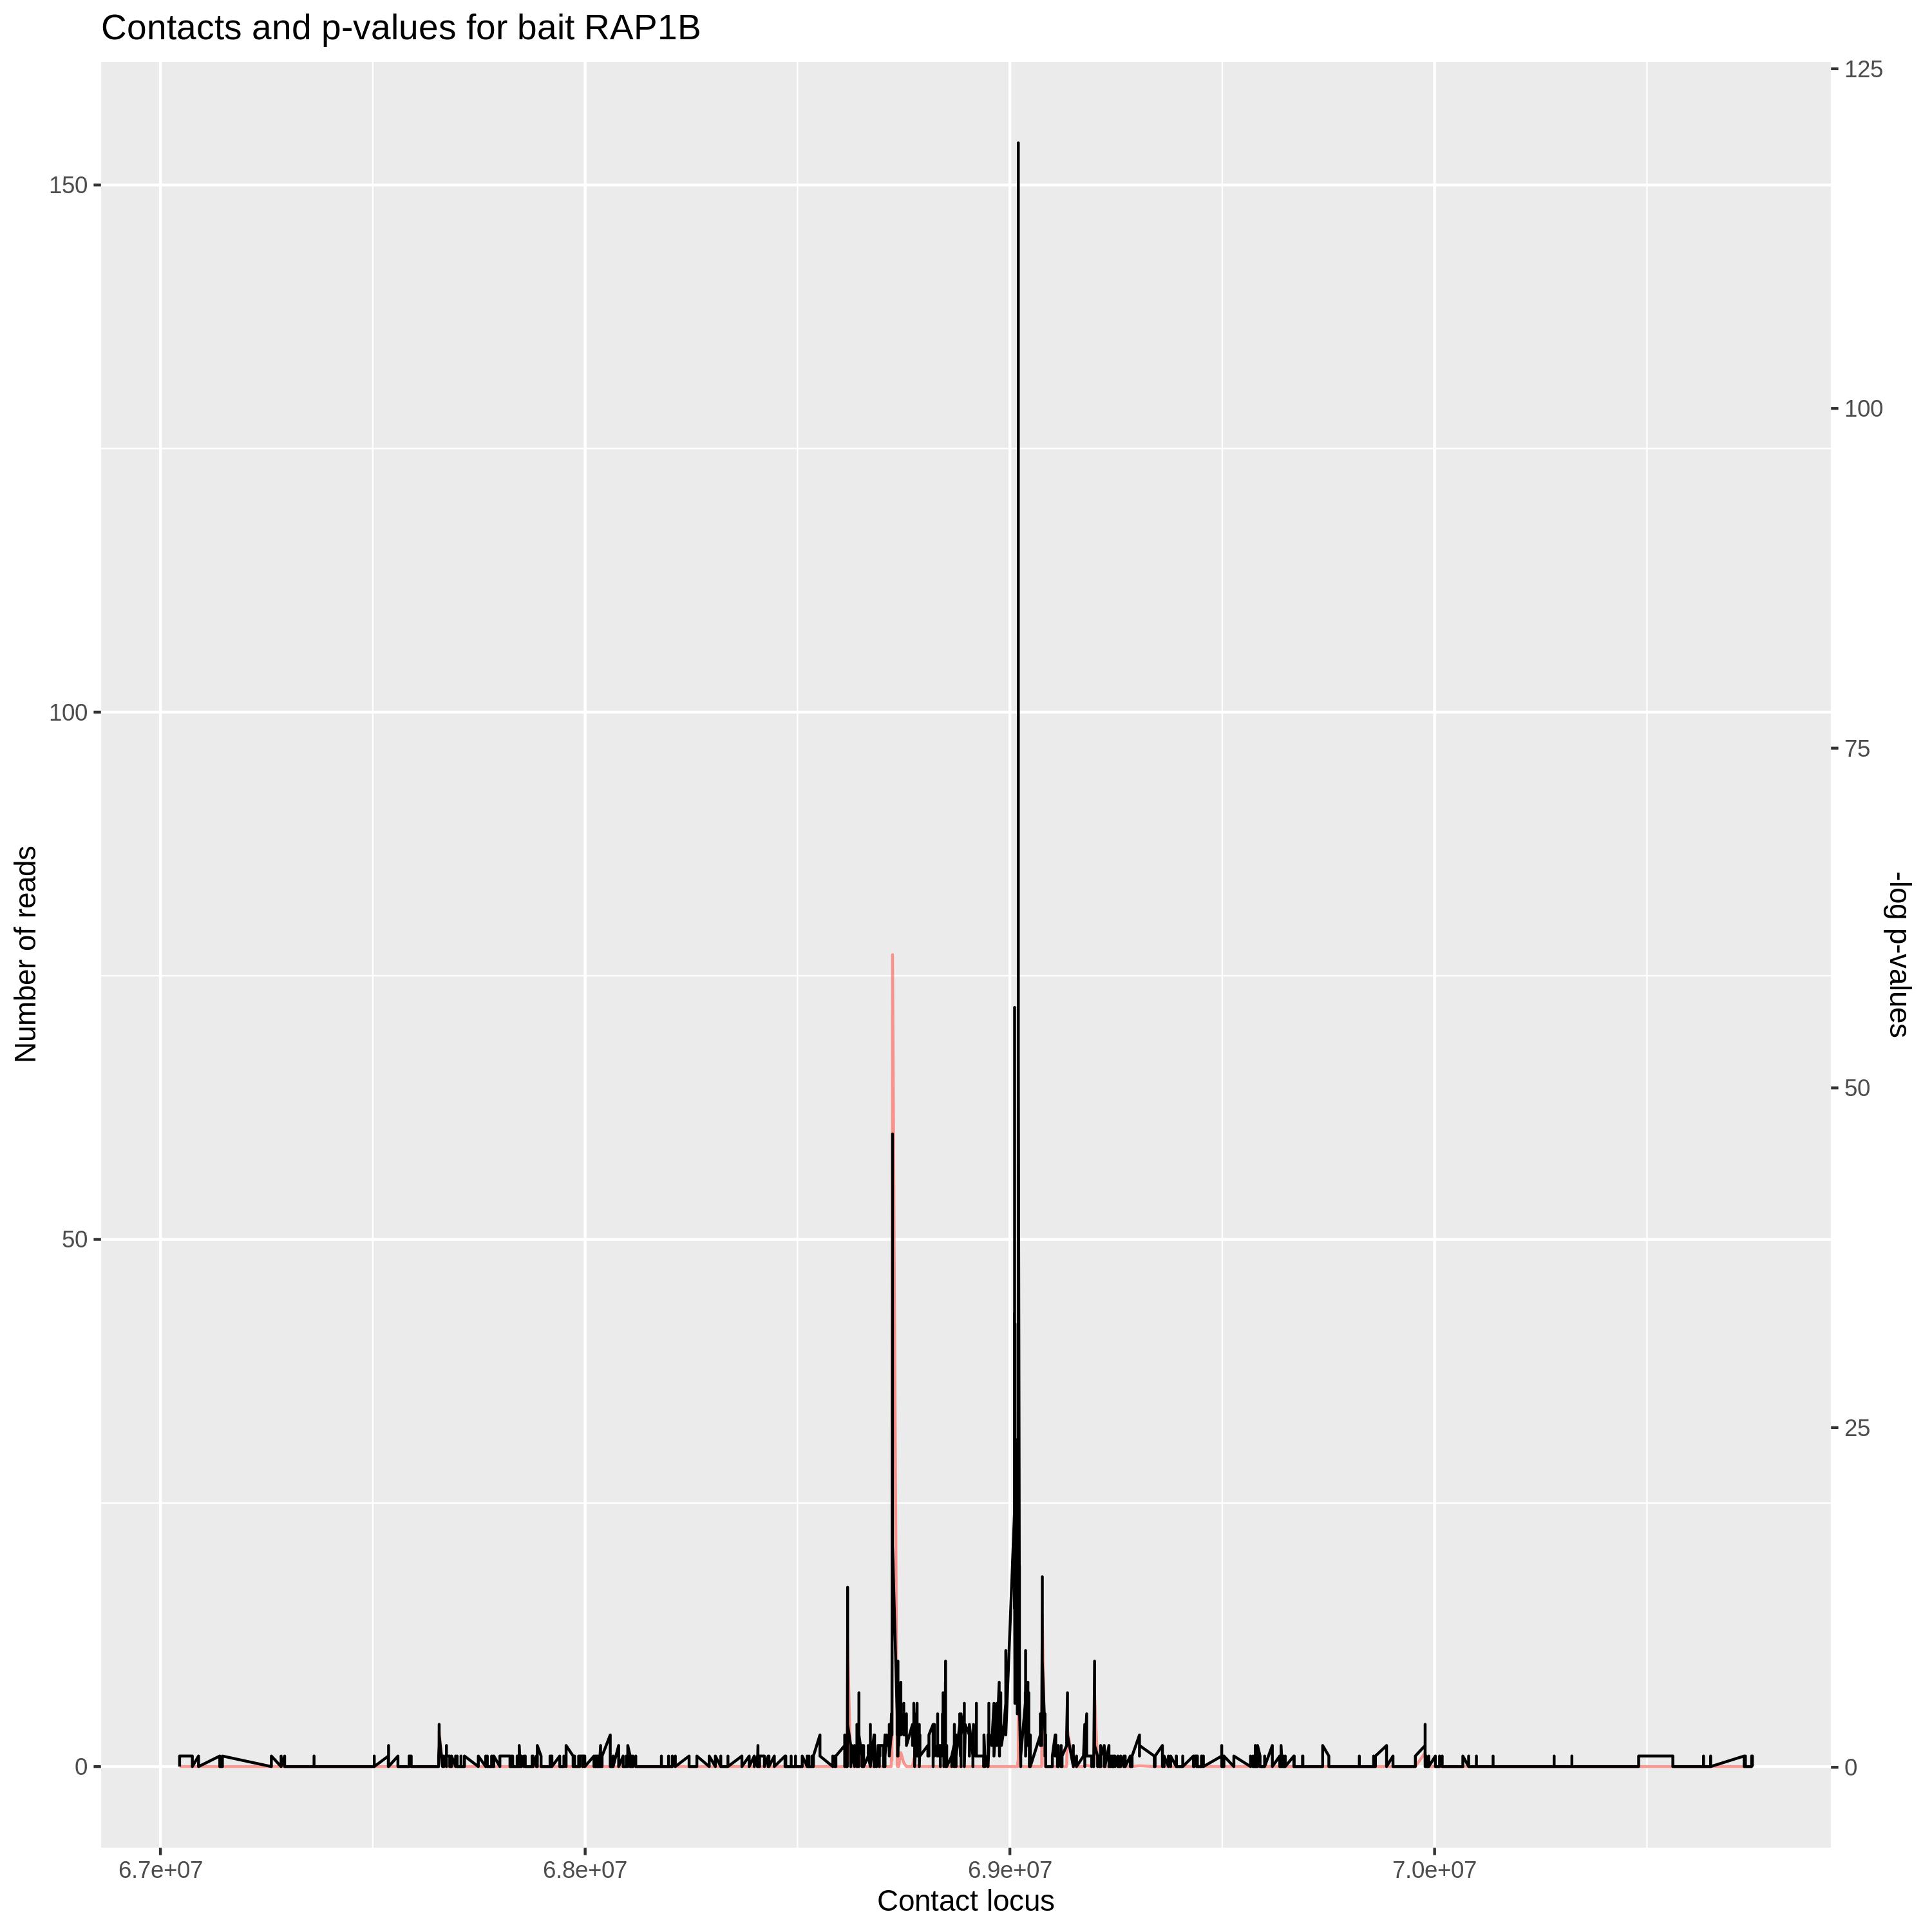 Contacts and p-values for bait RAP1B
150
100
50
0
Number of reads
125
100
75
50
25
0
-log p-values
6.7e+07 6.8e+07 6.9e+07 7.0e+07
Contact locus